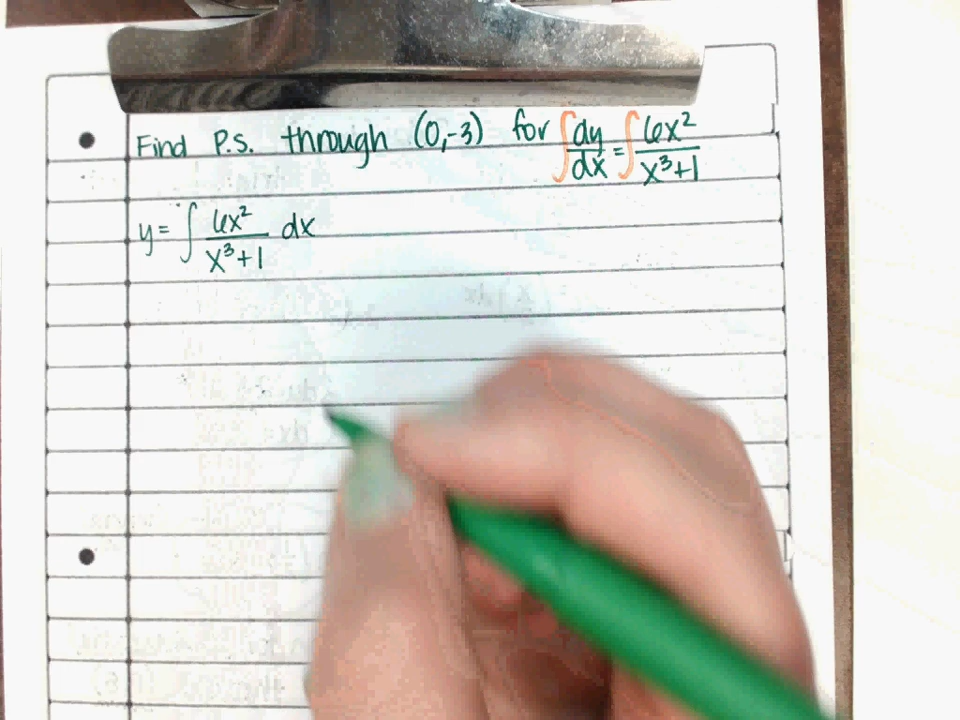 Find P.S. through (0,-3) for ∫dy/dx = ∫6x²/x³+1
y= ∫ 6x²/x³+1 dx